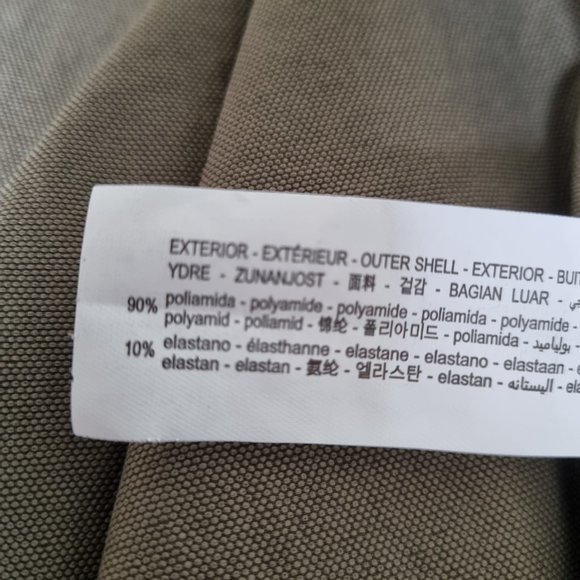 EXTERIOR - EXTÉRIEUR - OUTER SHELL - EXTERIOR -
YDRE - ZUNANJOST - 面料 - 겉감 - BAGIAN LUAR -
90% poliamida - polyamide - polyamide - poliamida - polyamide -
polyamid - poliamid - 锦纶 - 폴리아미드 - poliamida - بولياميد -
10% elastano - élasthanne - elastane - elastano - elastaan -
elastan - elastan - 氨纶 - 엘라스탄 - elastan - اليستانه -